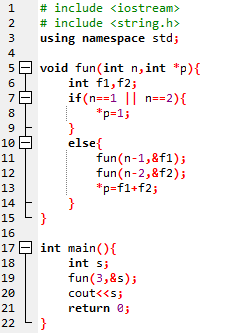 1 # include <iostream>
2 # include <string.h>
3 using namespace std;
4
5 void fun(int n,int *p){
6 int f1,f2;
7 if(n==1 || n==2){
8 *p=1;
9 }
10 else{
11 fun(n-1,&f1);
12 fun(n-2,&f2);
13 *p=f1+f2;
14 }
15 }
16
17 int main(){
18 int s;
19 fun(3,&s);
20 cout<<s;
21 return 0;
22 }